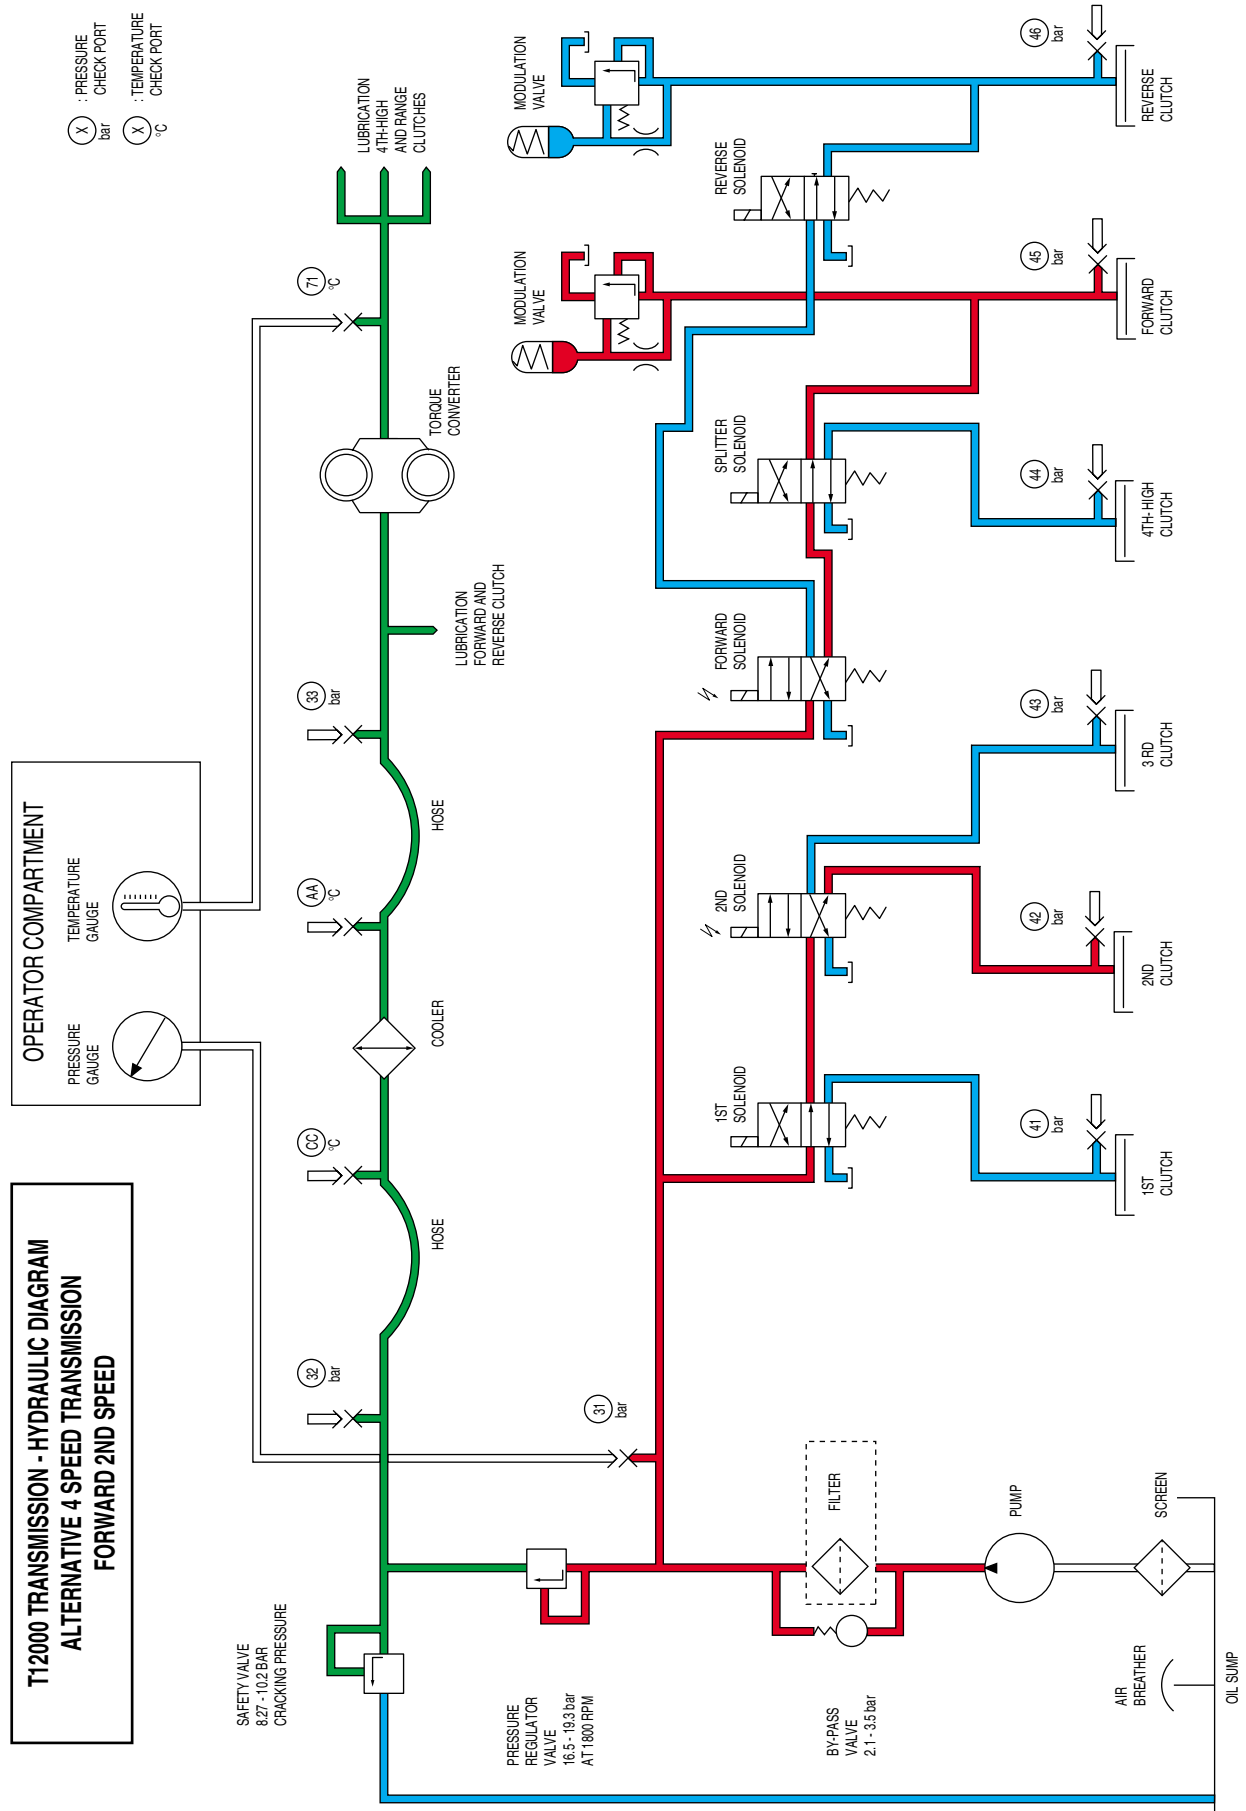 T12000 TRANSMISSION - HYDRAULIC DIAGRAM
ALTERNATIVE 4 SPEED TRANSMISSION
FORWARD 2ND SPEED
OPERATOR COMPARTMENT
PRESSURE
GAUGE
TEMPERATURE
GAUGE
X
bar
: PRESSURE
CHECK PORT
X
°C
: TEMPERATURE
CHECK PORT
SAFETY VALVE
8.27 - 10.2 BAR
CRACKING PRESSURE
32
bar
HOSE
CC
°C
COOLER
AA
°C
HOSE
33
bar
LUBRICATION
FORWARD AND
REVERSE CLUTCH
TORQUE
CONVERTER
71
°C
LUBRICATION
4TH-HIGH
AND RANGE
CLUTCHES
PRESSURE
REGULATOR
VALVE
16.5 - 19.3 bar
AT 1800 RPM
31
bar
MODULATION
VALVE
MODULATION
VALVE
1ST
SOLENOID
2ND
SOLENOID
FORWARD
SOLENOID
SPLITTER
SOLENOID
REVERSE
SOLENOID
BY-PASS
VALVE
2.1 - 3.5 bar
FILTER
PUMP
SCREEN
AIR
BREATHER
OIL SUMP
41
bar
42
bar
43
bar
44
bar
45
bar
46
bar
1ST
CLUTCH
2ND
CLUTCH
3 RD
CLUTCH
4TH-HIGH
CLUTCH
FORWARD
CLUTCH
REVERSE
CLUTCH